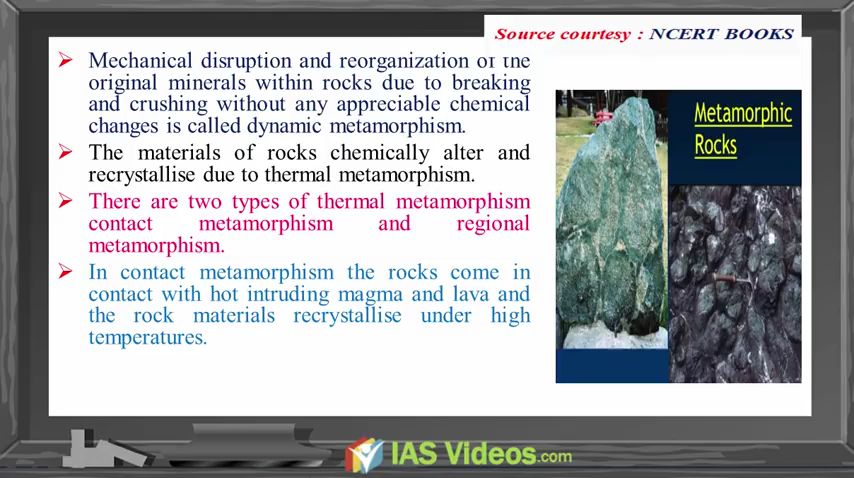 Source courtesy : NCERT BOOKS
➢ Mechanical disruption and reorganization of the
original minerals within rocks due to breaking
and crushing without any appreciable chemical
changes is called dynamic metamorphism.
➢ The materials of rocks chemically alter and
recrystallise due to thermal metamorphism.
➢ There are two types of thermal metamorphism
contact metamorphism and regional
metamorphism.
➢ In contact metamorphism the rocks come in
contact with hot intruding magma and lava and
the rock materials recrystallise under high
temperatures.
Metamorphic
Rocks
IAS Videos.com